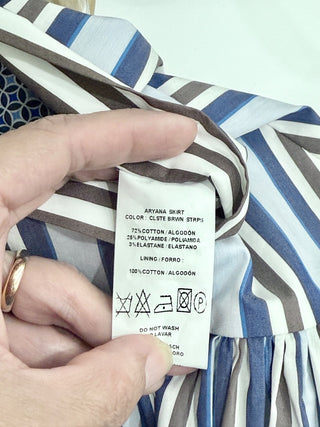 ARYANA SKIRT
COLOR : CLSTE BRWN STRPS
72%COTTON/ALGODÓN
25%POLYAMIDE/POLIAMIDA
3%ELASTANE/ELASTANO
LINING/FORRO :
100%COTTON/ALGODÓN
P
DO NOT WASH